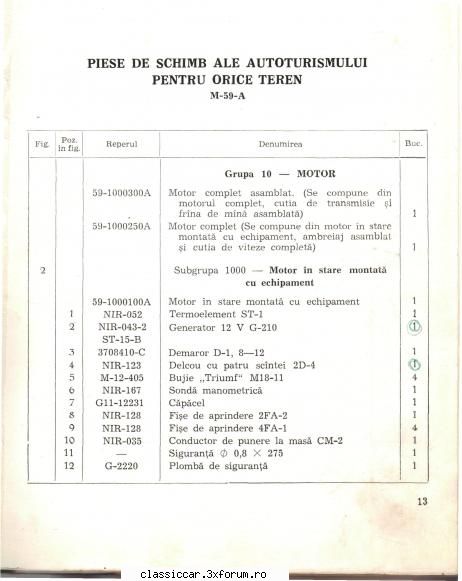 PIESE DE SCHIMB ALE AUTOTURISMULUI
PENTRU ORICE TEREN
M-59-A
Fig. Poz. în fig. Reperul Denumirea Buc.
Grupa 10 — MOTOR
59-1000300A Motor complet asamblat. (Se compune din
motorul complet, cutia de transmisie și
frîna de mînă asamblată) 1
59-1000250A Motor complet (Se compune din motor în stare
montată cu echipament, ambreiaj asamblat
și cutia de viteze completă) 1
2 Subgrupa 1000 — Motor în stare montată
cu echipament
59-1000100A Motor în stare montată cu echipament 1
1 NIR-052 Termoelement ST-1 1
2 NIR-043-2 Generator 12 V G-210 1
ST-15-B
3 3708410-C Demaror D-1, 8—12 1
4 NIR-123 Delcou cu patru scîntei 2D-4 1
5 M-12-405 Bujie „Triumf" M18-11 4
6 NIR-167 Sondă manometrică 1
7 G11-12231 Căpăcel 1
8 NIR-128 Fișe de aprindere 2FA-2 1
9 NIR-128 Fișe de aprindere 4FA-1 4
10 NIR-035 Conductor de punere la masă CM-2 1
11 — Siguranță ∅ 0,8 × 275 1
12 G-2220 Plombă de siguranță 1
13
classiccar.3xforum.ro